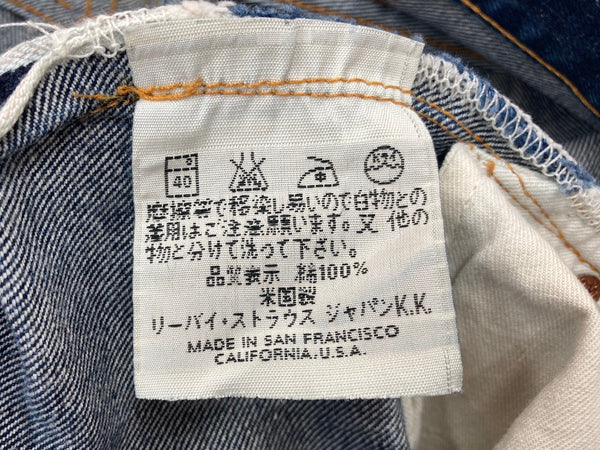 40
摩擦等で移染し易いので白物との
着用はご注意願います。又 他の
物と分けて洗って下さい。
品質表示 綿100%
米国製
リーバイ・ストラウス ジャパンK.K.
MADE IN SAN FRANCISCO
CALIFORNIA.U.S.A.